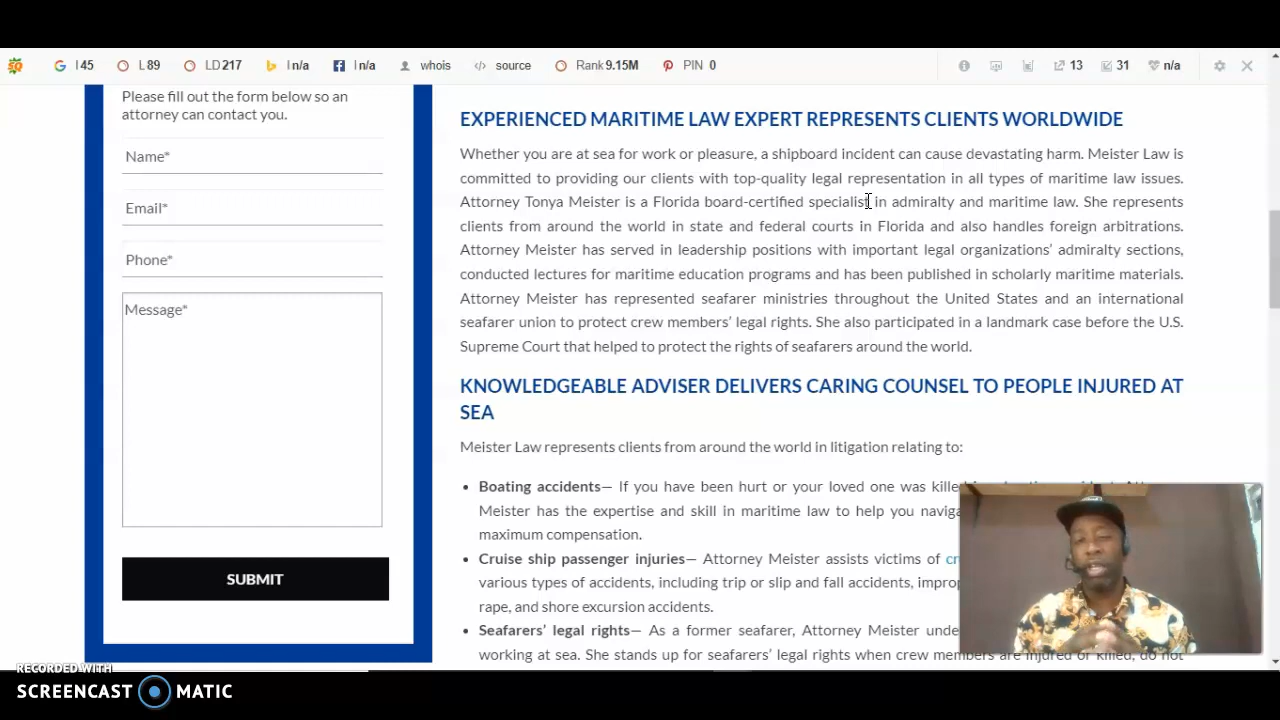 SQ I 45 L 89 LD 217 I n/a I n/a whois source Rank 9.15M PIN 0 13 31 n/a
Please fill out the form below so an
attorney can contact you.
Name*
Email*
Phone*
Message*
SUBMIT
EXPERIENCED MARITIME LAW EXPERT REPRESENTS CLIENTS WORLDWIDE
Whether you are at sea for work or pleasure, a shipboard incident can cause devastating harm. Meister Law is
committed to providing our clients with top-quality legal representation in all types of maritime law issues.
Attorney Tonya Meister is a Florida board-certified specialist in admiralty and maritime law. She represents
clients from around the world in state and federal courts in Florida and also handles foreign arbitrations.
Attorney Meister has served in leadership positions with important legal organizations’ admiralty sections,
conducted lectures for maritime education programs and has been published in scholarly maritime materials.
Attorney Meister has represented seafarer ministries throughout the United States and an international
seafarer union to protect crew members’ legal rights. She also participated in a landmark case before the U.S.
Supreme Court that helped to protect the rights of seafarers around the world.
KNOWLEDGEABLE ADVISER DELIVERS CARING COUNSEL TO PEOPLE INJURED AT
SEA
Meister Law represents clients from around the world in litigation relating to:
Boating accidents— If you have been hurt or your loved one was killed
Meister has the expertise and skill in maritime law to help you
maximum compensation.
Cruise ship passenger injuries— Attorney Meister assists victims of
various types of accidents, including trip or slip and fall accidents,
rape, and shore excursion accidents.
Seafarers’ legal rights— As a former seafarer, Attorney Meister
working at sea. She stands up for seafarers’ legal rights when crew members are injured or killed, do not
RECORDED WITH
SCREENCAST MATIC